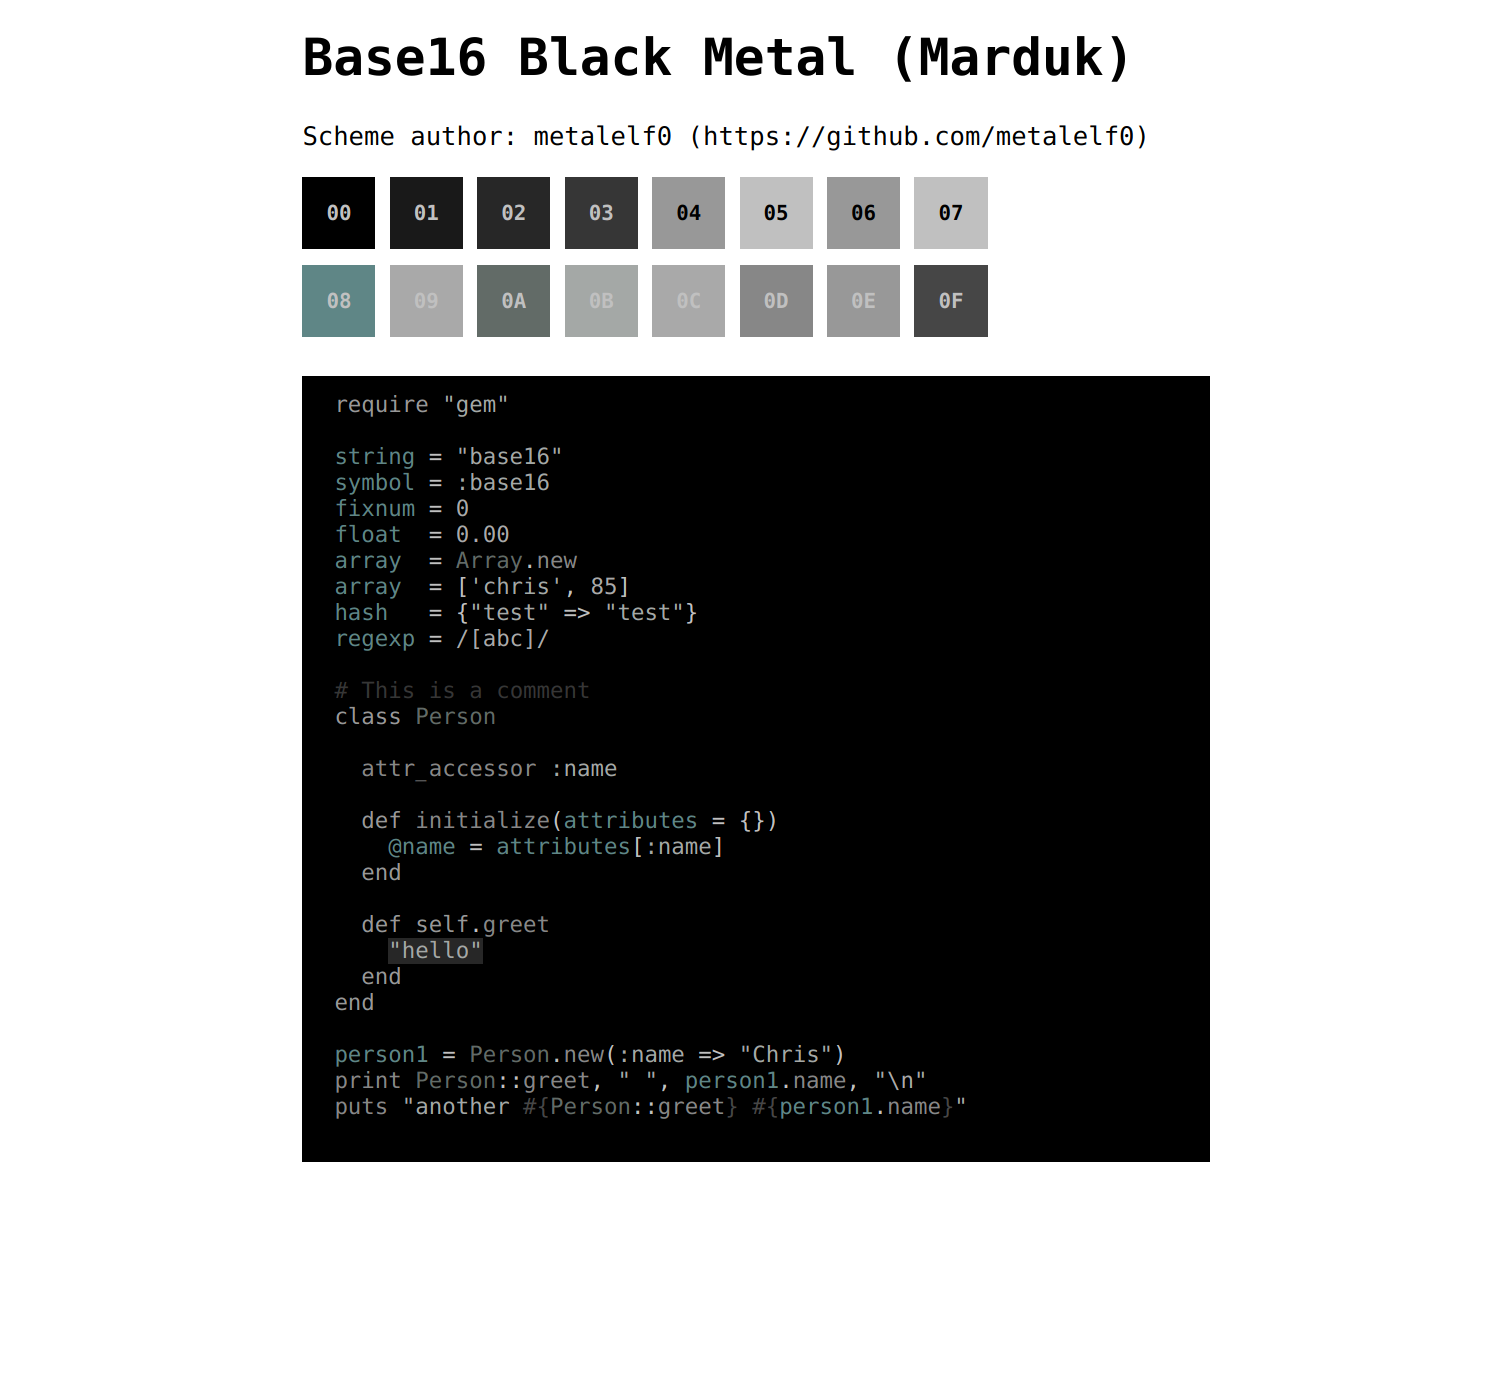 Base16 Black Metal (Marduk)
Scheme author: metalelf0 (https://github.com/metalelf0)
00 01 02 03 04 05 06 07
08 09 0A 0B 0C 0D 0E 0F
require "gem"
string = "base16"
symbol = :base16
fixnum = 0
float  = 0.00
array  = Array.new
array  = ['chris', 85]
hash   = {"test" => "test"}
regexp = /[abc]/
# This is a comment
class Person
  attr_accessor :name
  def initialize(attributes = {})
    @name = attributes[:name]
  end
  def self.greet
    "hello"
  end
end
person1 = Person.new(:name => "Chris")
print Person::greet, " ", person1.name, "\n"
puts "another #{Person::greet} #{person1.name}"